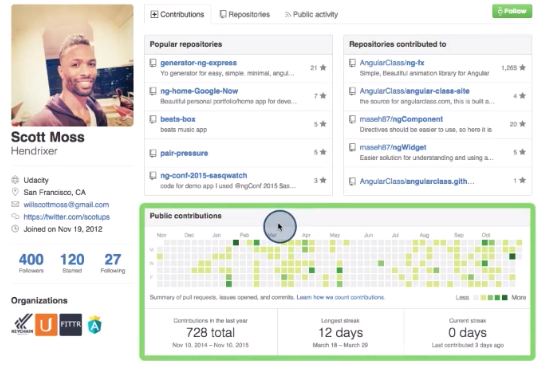 Contributions
Repositories
Public activity
Follow
Scott Moss
Hendrixer
Udacity
San Francisco, CA
willscottmoss@gmail.com
https://twitter.com/scotups
Joined on Nov 19, 2012
400
Followers
120
Starred
27
Following
Organizations
FITTR
Popular repositories
generator-ng-express
Yo generator for easy, simple, minimal, angul...
21
ng-home-Google-Now
Beautiful personal portfolio/home app for deve...
7
beats-box
beats music app
5
pair-pressure
5
ng-conf-2015-sasqwatch
code for demo app I used @ngConf 2015 Sas...
3
Repositories contributed to
AngularClass/ng-fx
Simple, Beautiful animation library for Angular
1,265
AngularClass/angular-class-site
the source for angularclass.com, this is built a...
4
maseh87/ngComponent
Directives should be easier to use, so here it is
20
maseh87/ngWidget
Easier solution for understanding and using a...
5
AngularClass/angularclass.gith...
1
Public contributions
Nov Dec Jan Feb Mar Apr May Jun Jul Aug Sep Oct
M
W
F
Summary of pull requests, issues opened, and commits. Learn how we count contributions.
Less More
Contributions in the last year
728 total
Nov 10, 2014 – Nov 10, 2015
Longest streak
12 days
March 18 – March 29
Current streak
0 days
Last contributed 3 days ago